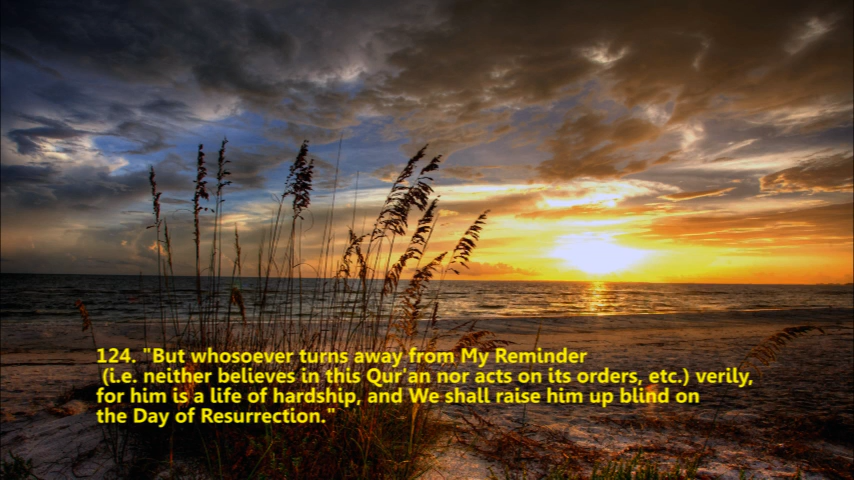 124. "But whosoever turns away from My Reminder
(i.e. neither believes in this Qur'an nor acts on its orders, etc.) verily,
for him is a life of hardship, and We shall raise him up blind on
the Day of Resurrection."